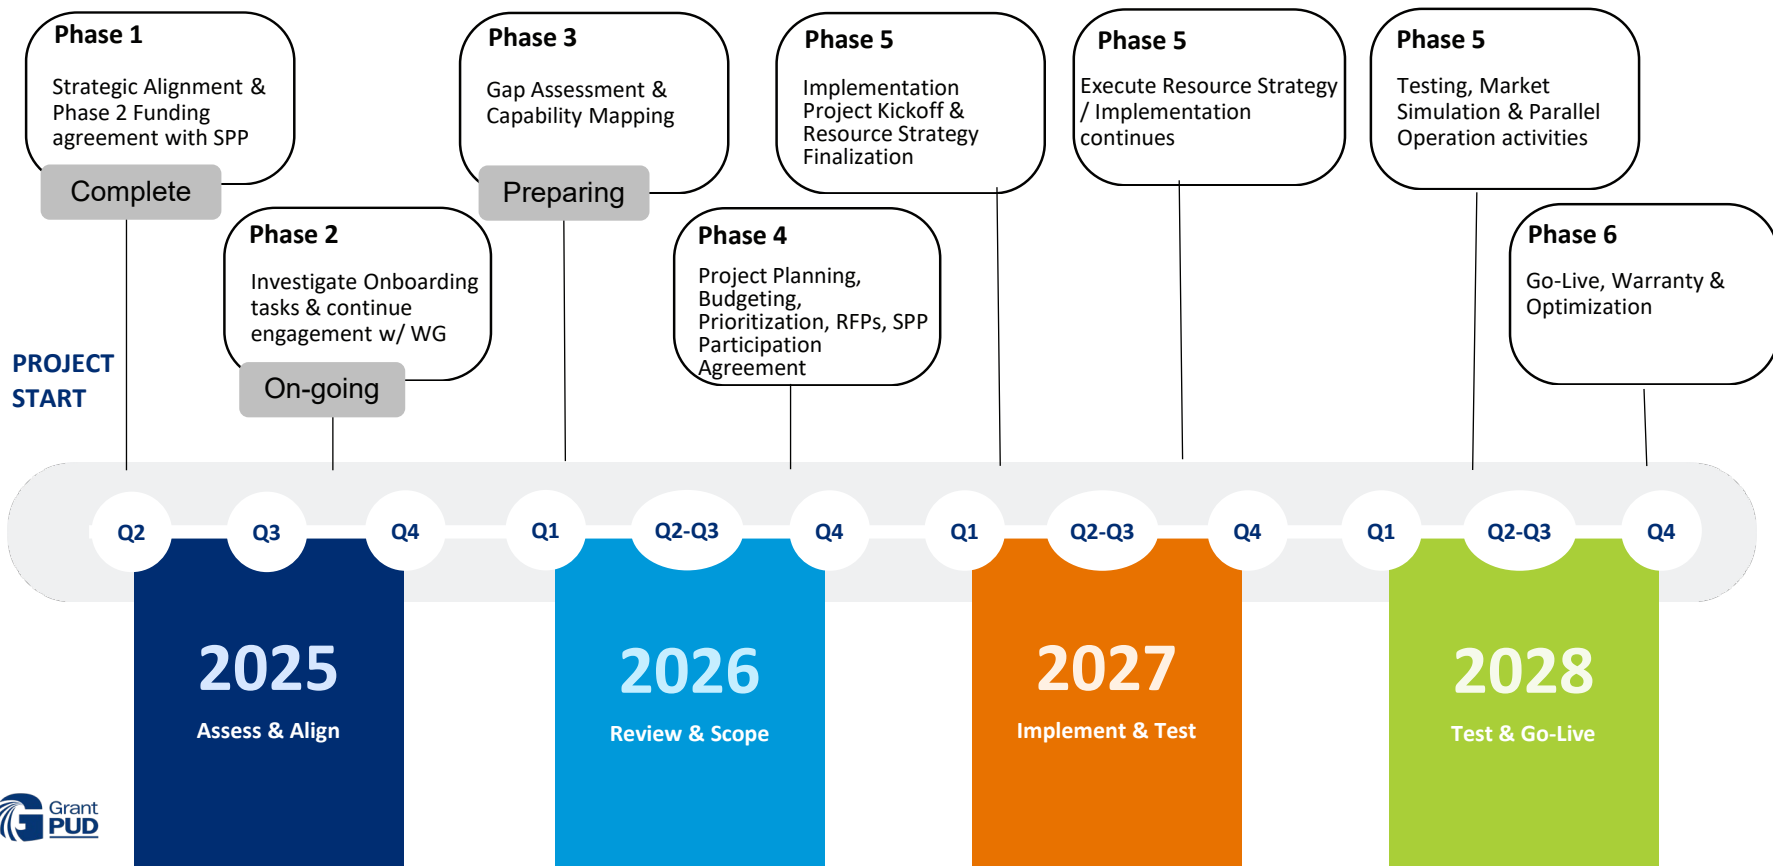 Phase 1
Strategic Alignment &
Phase 2 Funding
agreement with SPP
Complete
Phase 2
Investigate Onboarding
tasks & continue
engagement w/ WG
On-going
Phase 3
Gap Assessment &
Capability Mapping
Preparing
Phase 4
Project Planning,
Budgeting,
Prioritization, RFPs, SPP
Participation
Agreement
Phase 5
Implementation
Project Kickoff &
Resource Strategy
Finalization
Phase 5
Execute Resource Strategy
/ Implementation
continues
Phase 5
Testing, Market
Simulation & Parallel
Operation activities
Phase 6
Go-Live, Warranty &
Optimization
PROJECT
START
Q2
Q3
Q4
Q1
Q2-Q3
Q4
Q1
Q2-Q3
Q4
Q1
Q2-Q3
Q4
2025
Assess & Align
2026
Review & Scope
2027
Implement & Test
2028
Test & Go-Live
Grant
PUD